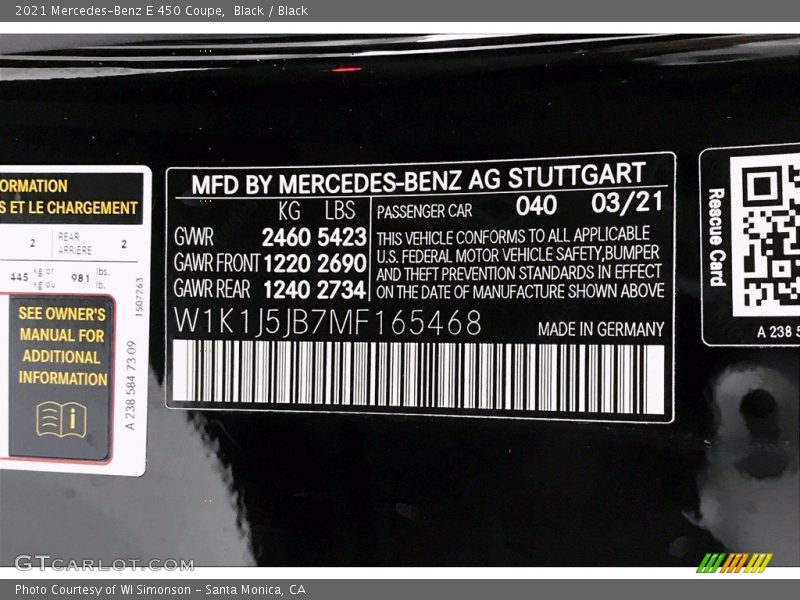 2021 Mercedes-Benz E 450 Coupe, Black / Black
ORMATION
S ET LE CHARGEMENT
2 REAR ARRIÈRE 2
445 kg or kg ou 981 lbs. lb.
SEE OWNER'S
MANUAL FOR
ADDITIONAL
INFORMATION
A 238 584 73 09
1507263
MFD BY MERCEDES-BENZ AG STUTTGART
KG LBS
GWR 2460 5423
GAWR FRONT 1220 2690
GAWR REAR 1240 2734
PASSENGER CAR 040 03/21
THIS VEHICLE CONFORMS TO ALL APPLICABLE
U.S. FEDERAL MOTOR VEHICLE SAFETY,BUMPER
AND THEFT PREVENTION STANDARDS IN EFFECT
ON THE DATE OF MANUFACTURE SHOWN ABOVE
W1K1J5JB7MF165468 MADE IN GERMANY
Rescue Card
A 238 5
GTCARLOT.COM
Photo Courtesy of WI Simonson - Santa Monica, CA